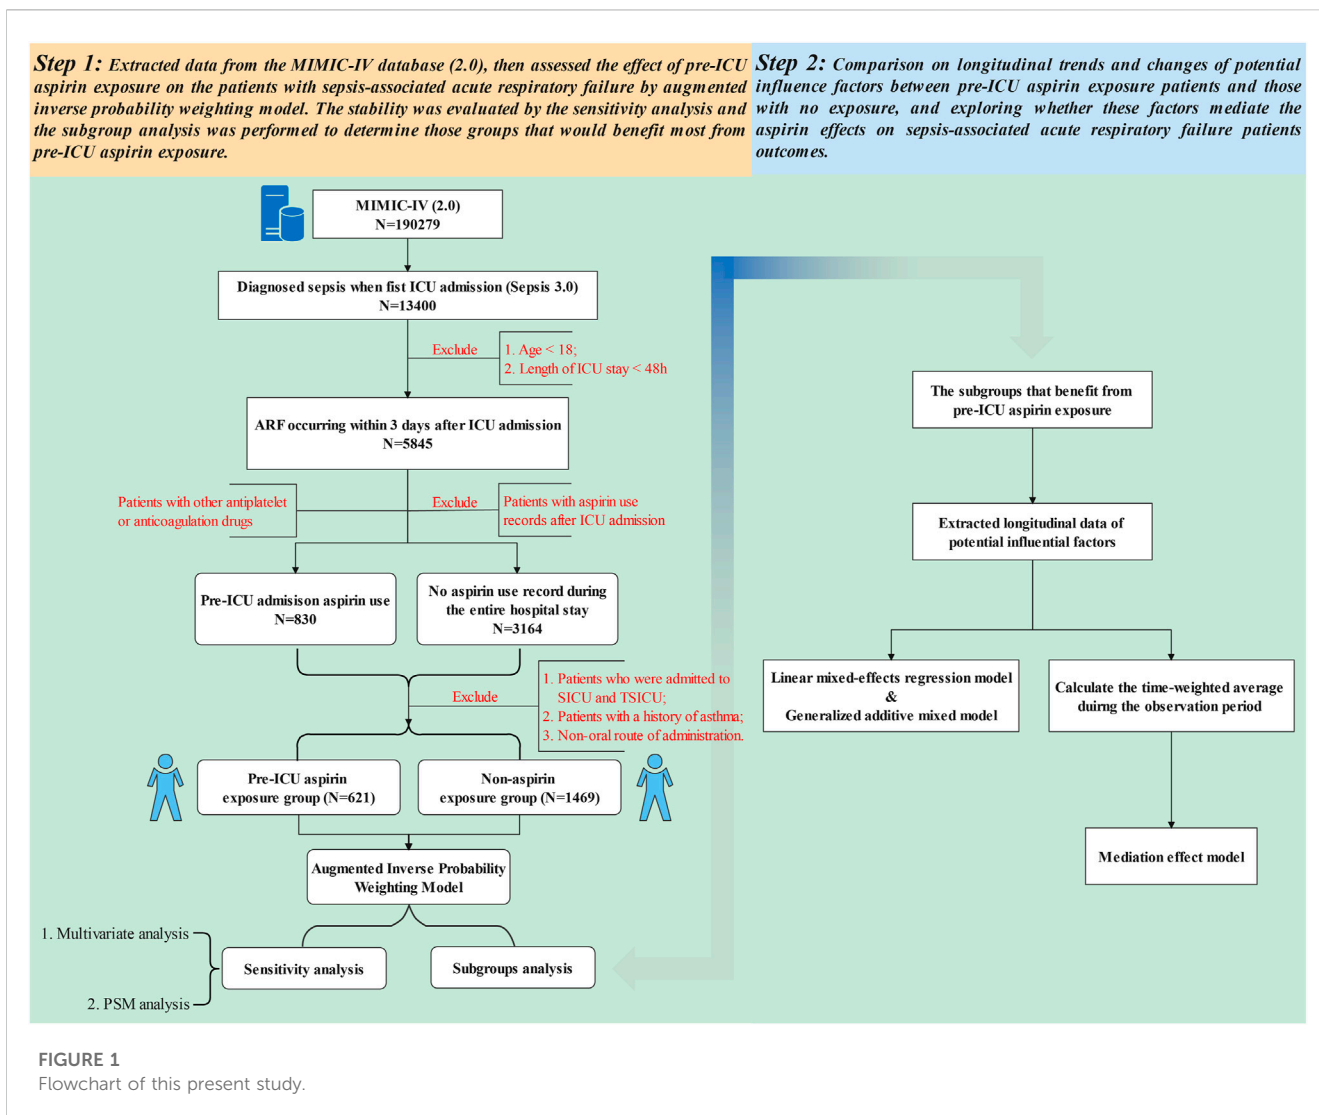 Step 1: Extracted data from the MIMIC-IV database (2.0), then assessed the effect of pre-ICU
aspirin exposure on the patients with sepsis-associated acute respiratory failure by augmented
inverse probability weighting model. The stability was evaluated by the sensitivity analysis and
the subgroup analysis was performed to determine those groups that would benefit most from
pre-ICU aspirin exposure.
Step 2: Comparison on longitudinal trends and changes of potential
influence factors between pre-ICU aspirin exposure patients and those
with no exposure, and exploring whether these factors mediate the
aspirin effects on sepsis-associated acute respiratory failure patients
outcomes.
MIMIC-IV (2.0)
N=190279
Diagnosed sepsis when fist ICU admission (Sepsis 3.0)
N=13400
Exclude
1. Age < 18;
2. Length of ICU stay < 48h
ARF occurring within 3 days after ICU admission
N=5845
Patients with other antiplatelet
or anticoagulation drugs
Exclude
Patients with aspirin use
records after ICU admission
Pre-ICU admisison aspirin use
N=830
No aspirin use record during
the entire hospital stay
N=3164
Exclude
1. Patients who were admitted to
SICU and TSICU;
2. Patients with a history of asthma;
3. Non-oral route of administration.
Pre-ICU aspirin
exposure group (N=621)
Non-aspirin
exposure group (N=1469)
Augmented Inverse Probability
Weighting Model
1. Multivariate analysis
2. PSM analysis
Sensitivity analysis
Subgroups analysis
The subgroups that benefit from
pre-ICU aspirin exposure
Extracted longitudinal data of
potential influential factors
Linear mixed-effects regression model
&
Generalized additive mixed model
Calculate the time-weighted average
duirng the observation period
Mediation effect model
FIGURE 1
Flowchart of this present study.